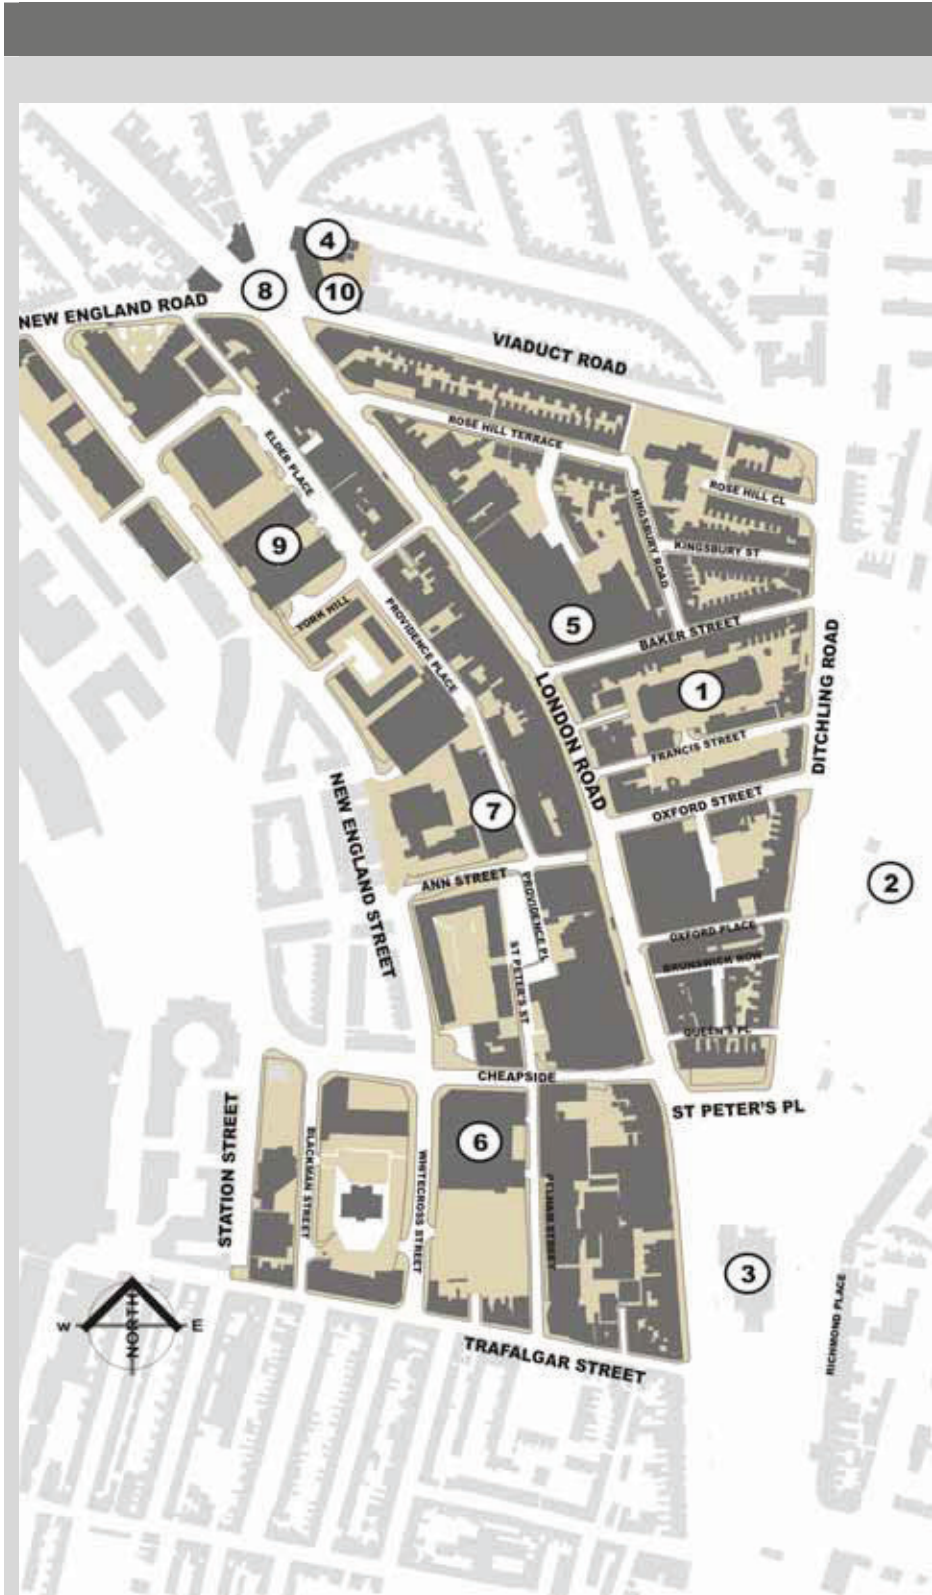 4
8
10
NEW ENGLAND ROAD
VIADUCT ROAD
ROSE HILL TERRACE
ELDER PLACE
ROSE HILL CL
KINGSBURY ROAD
KINGSBURY ST
9
YORK HILL
PROVIDENCE PLACE
5
BAKER STREET
1
LONDON ROAD
DITCHLING ROAD
FRANCIS STREET
NEW ENGLAND STREET
7
OXFORD STREET
2
ANN STREET
PROVIDENCE PL
OXFORD PLACE
BRUNSWICK ROW
ST PETER'S ST
QUEEN'S PL
CHEAPSIDE
ST PETER'S PL
STATION STREET
BLACKMAN STREET
WHITECROSS STREET
6
PELHAM STREET
3
RICHMOND PLACE
W
NORTH
E
TRAFALGAR STREET